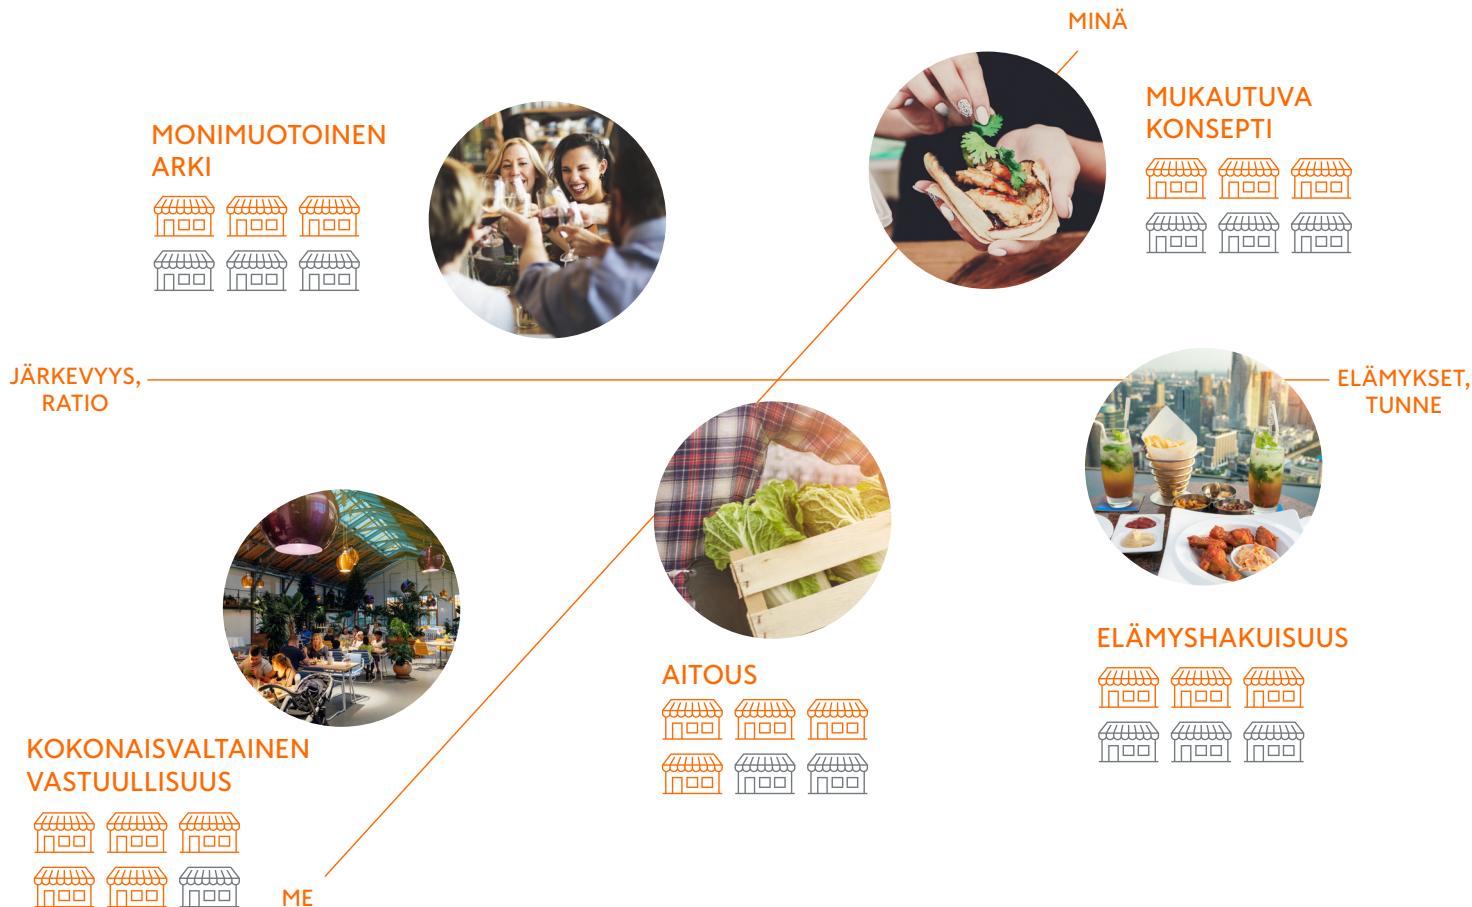 MINÄ
MONIMUOTOINEN
ARKI
MUKAUTUVA
KONSEPTI
JÄRKEVYYS,
RATIO
ELÄMYKSET,
TUNNE
ELÄMYSHAKUISUUS
AITOUS
KOKONAISVALTAINEN
VASTUULLISUUS
ME